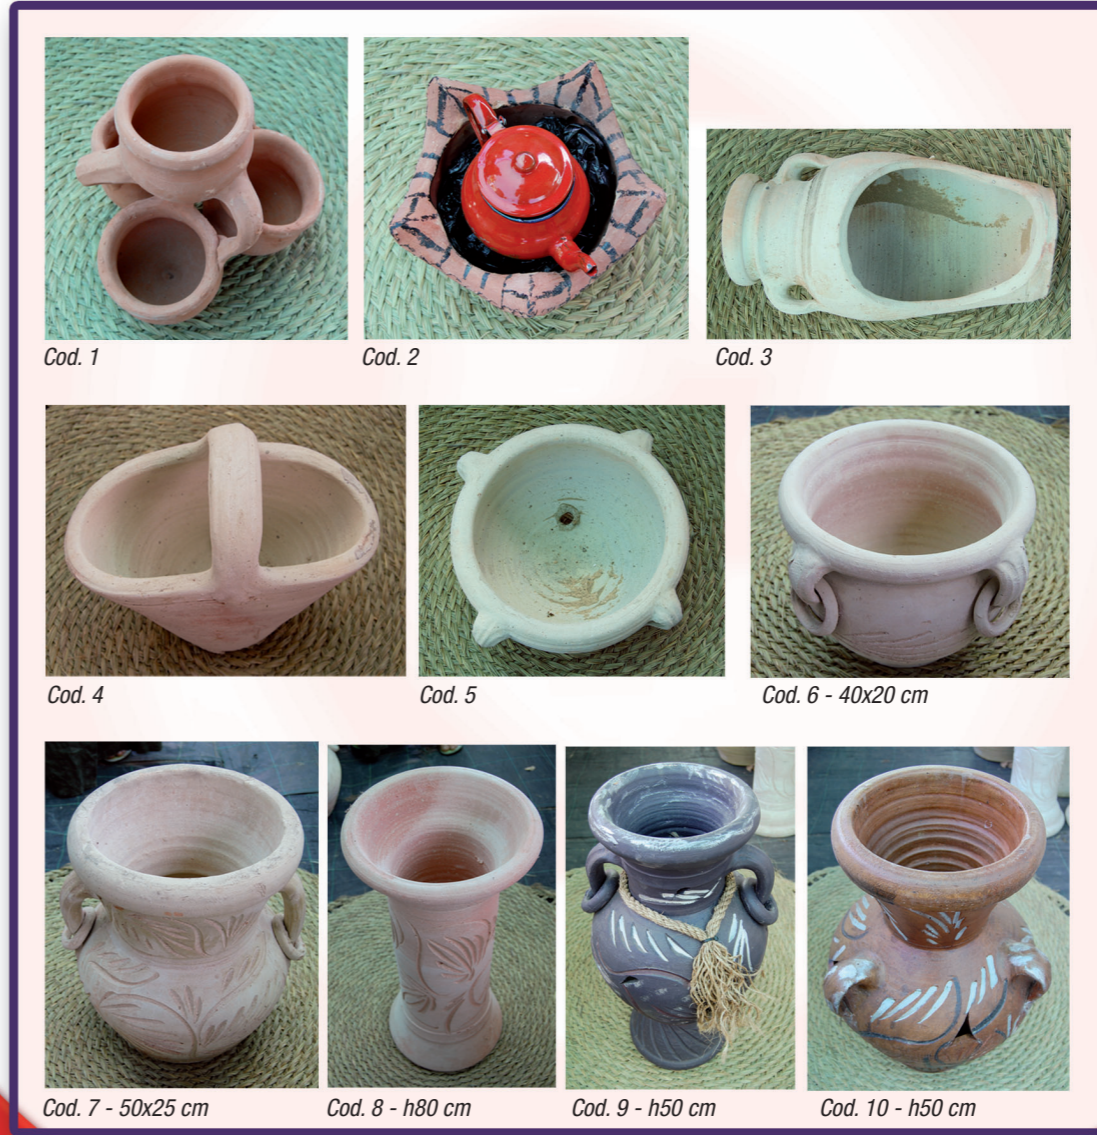 Cod. 1
Cod. 2
Cod. 3
Cod. 4
Cod. 5
Cod. 6 - 40x20 cm
Cod. 7 - 50x25 cm
Cod. 8 - h80 cm
Cod. 9 - h50 cm
Cod. 10 - h50 cm